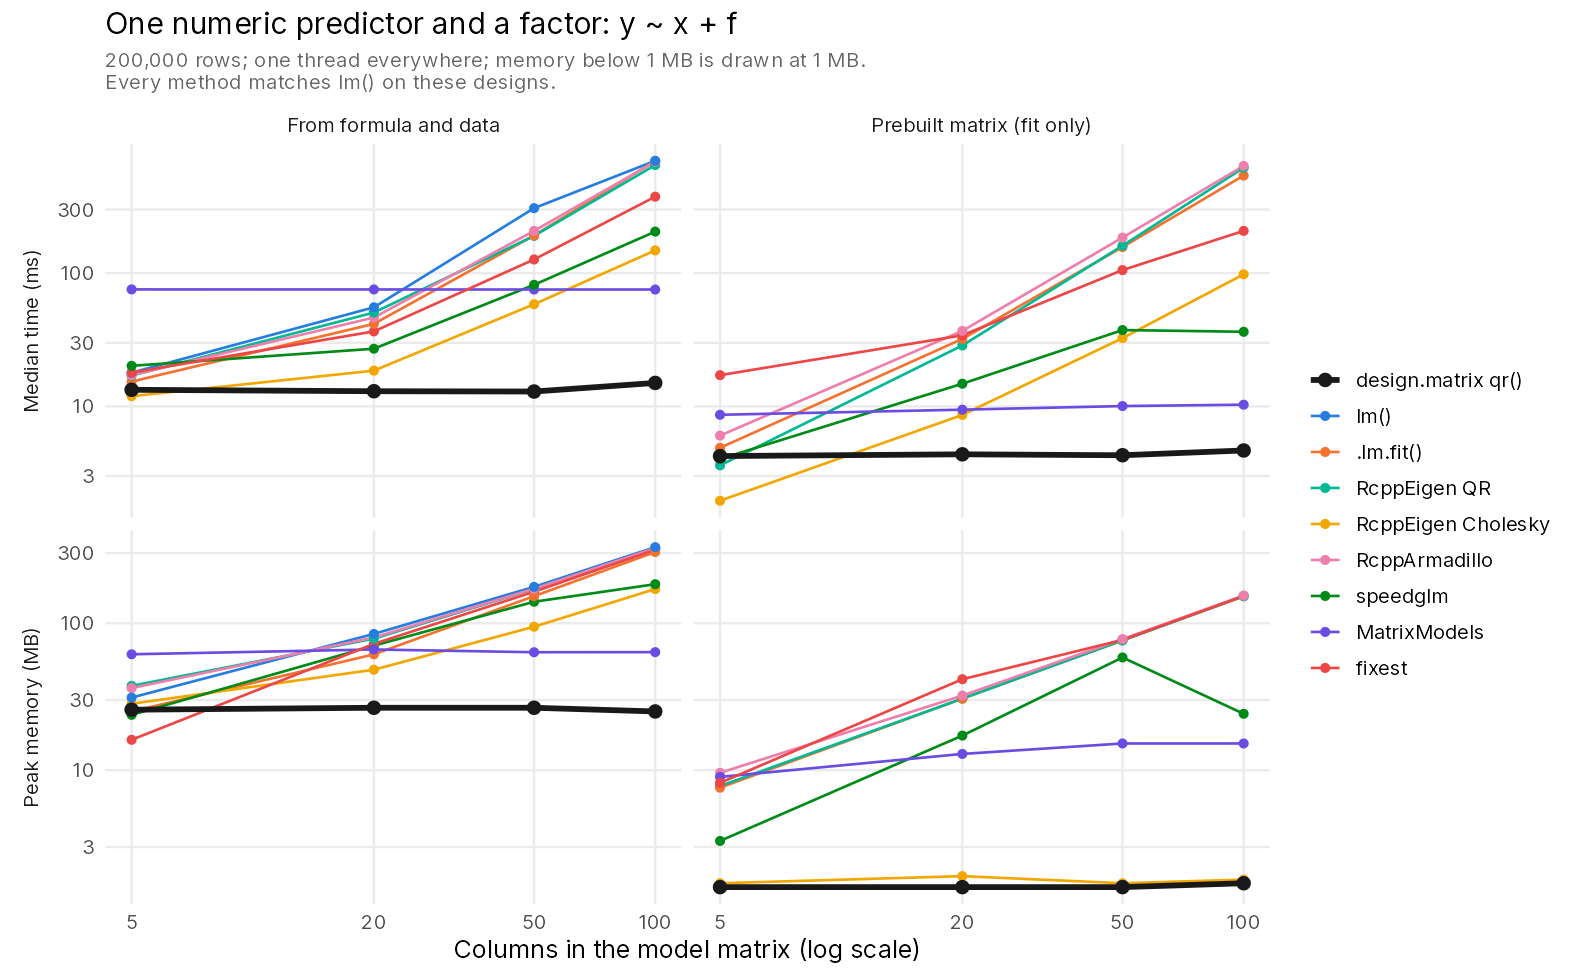 One numeric predictor and a factor: y ~ x + f
200,000 rows; one thread everywhere; memory below 1 MB is drawn at 1 MB.
Every method matches lm() on these designs.
From formula and data
Prebuilt matrix (fit only)
Median time (ms)
300
100
30
10
3
Peak memory (MB)
300
100
30
10
3
5
20
50
100
5
20
50
100
Columns in the model matrix (log scale)
design.matrix qr()
lm()
.lm.fit()
RcppEigen QR
RcppEigen Cholesky
RcppArmadillo
speedglm
MatrixModels
fixest